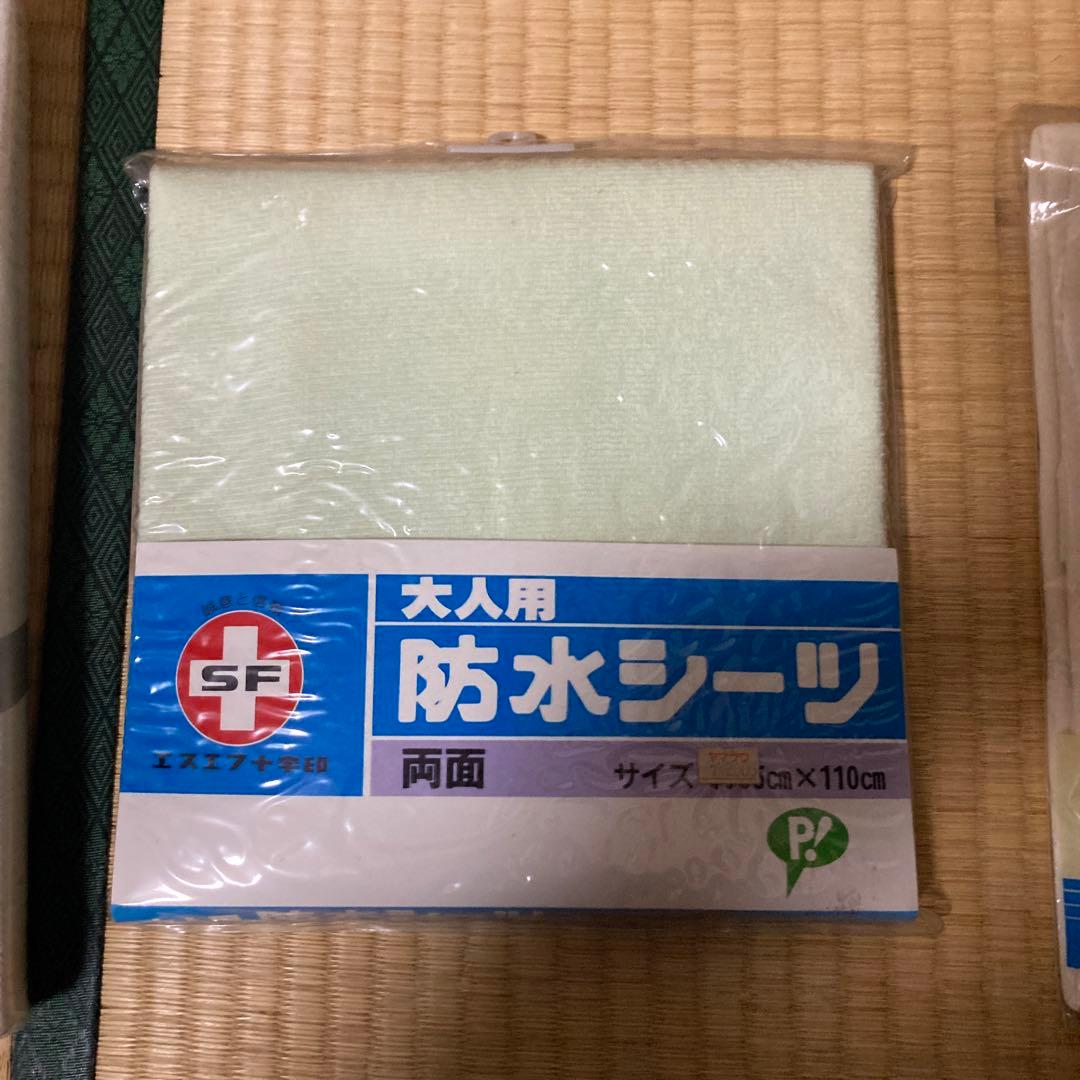 大人用
防水シーツ
SF
エスエフ十字印
両面
サイズ 5cm×110cm
P!